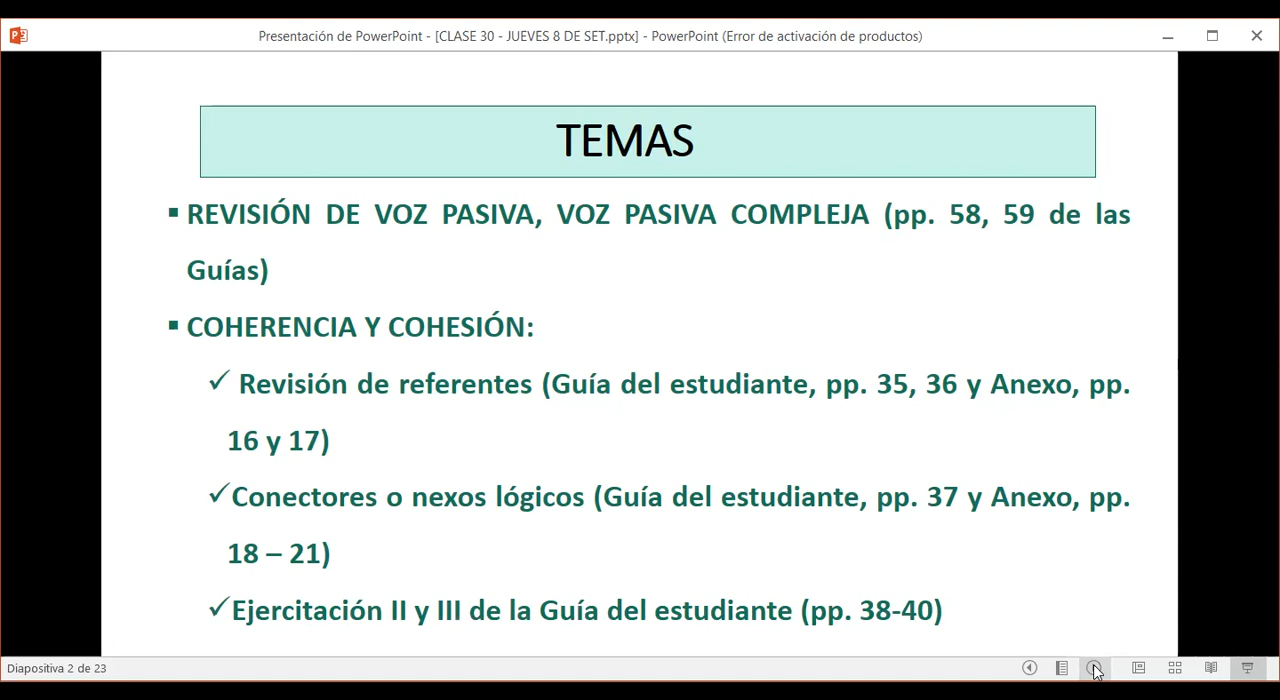 Presentación de PowerPoint - [CLASE 30 - JUEVES 8 DE SET.pptx] - PowerPoint (Error de activación de productos)
TEMAS
▪ REVISIÓN DE VOZ PASIVA, VOZ PASIVA COMPLEJA (pp. 58, 59 de las
Guías)
▪ COHERENCIA Y COHESIÓN:
✓ Revisión de referentes (Guía del estudiante, pp. 35, 36 y Anexo, pp.
16 y 17)
✓Conectores o nexos lógicos (Guía del estudiante, pp. 37 y Anexo, pp.
18 – 21)
✓Ejercitación II y III de la Guía del estudiante (pp. 38-40)
Diapositiva 2 de 23